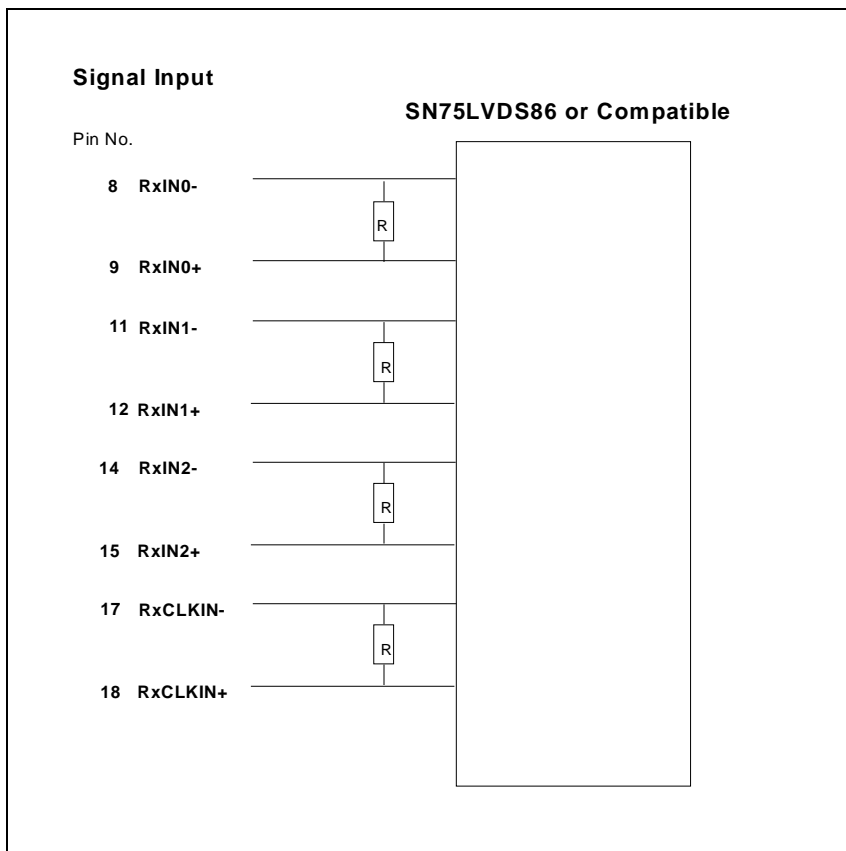 Signal Input
SN75LVDS86 or Compatible
Pin No.
8 RxIN0-
R
9 RxIN0+
11 RxIN1-
R
12 RxIN1+
14 RxIN2-
R
15 RxIN2+
17 RxCLKIN-
R
18 RxCLKIN+